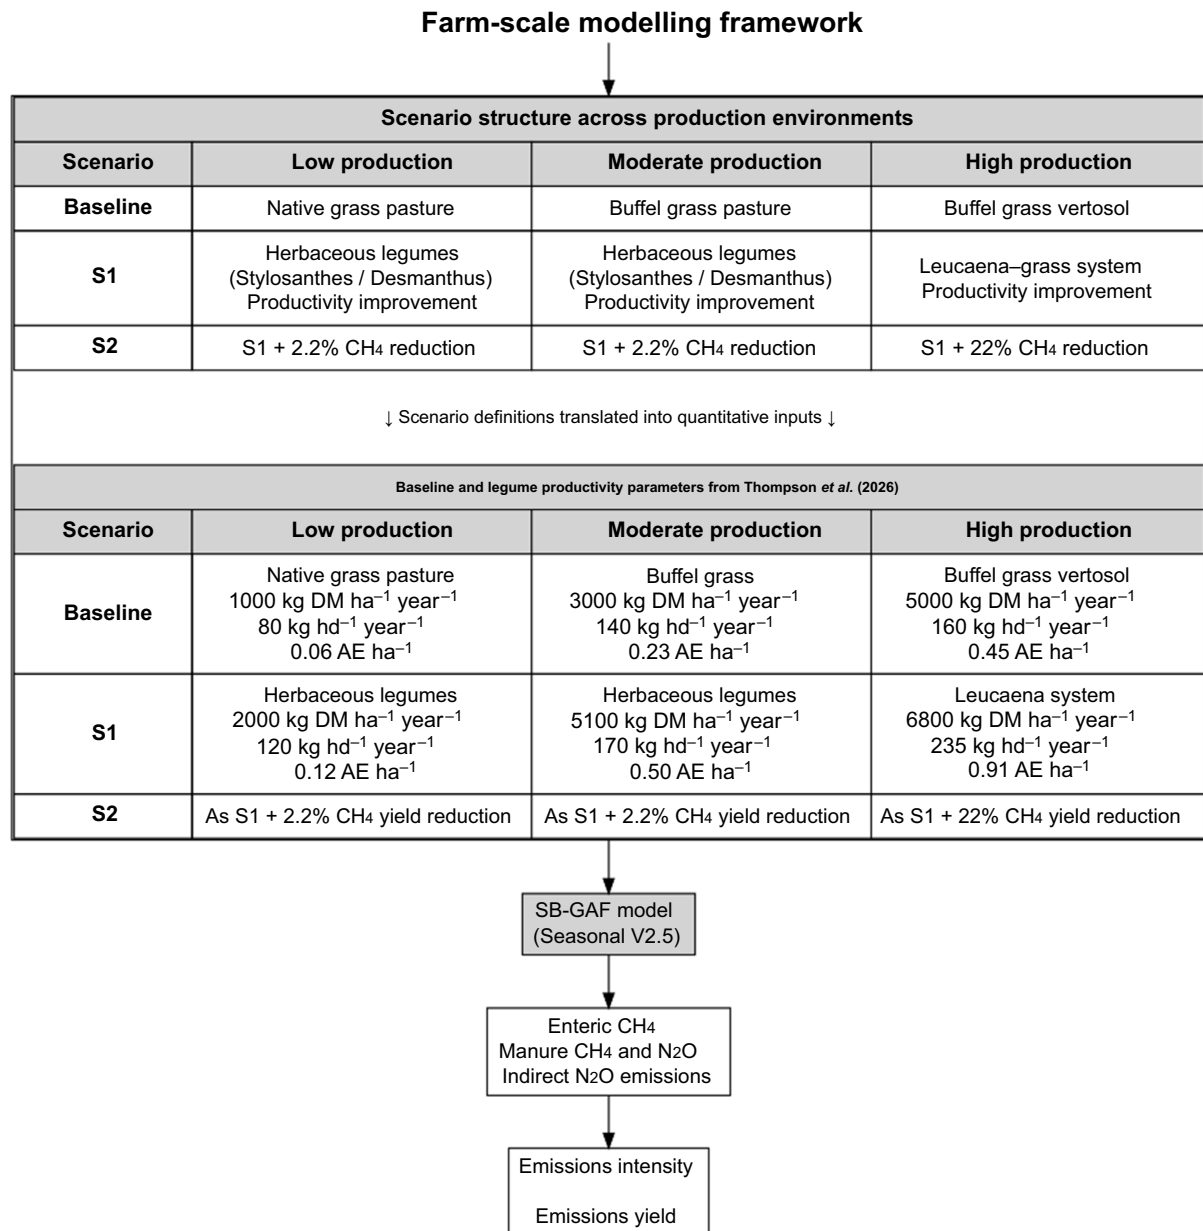 Farm-scale modelling framework
Scenario structure across production environments
Scenario Low production Moderate production High production
Baseline Native grass pasture Buffel grass pasture Buffel grass vertosol
S1
Herbaceous legumes
(Stylosanthes / Desmanthus)
Productivity improvement
Herbaceous legumes
(Stylosanthes / Desmanthus)
Productivity improvement
Leucaena–grass system
Productivity improvement
S2 S1 + 2.2% CH4 reduction S1 + 2.2% CH4 reduction S1 + 22% CH4 reduction
↓ Scenario definitions translated into quantitative inputs ↓
Baseline and legume productivity parameters from Thompson et al. (2026)
Scenario Low production Moderate production High production
Baseline
Native grass pasture
1000 kg DM ha⁻¹ year⁻¹
80 kg hd⁻¹ year⁻¹
0.06 AE ha⁻¹
Buffel grass
3000 kg DM ha⁻¹ year⁻¹
140 kg hd⁻¹ year⁻¹
0.23 AE ha⁻¹
Buffel grass vertosol
5000 kg DM ha⁻¹ year⁻¹
160 kg hd⁻¹ year⁻¹
0.45 AE ha⁻¹
S1
Herbaceous legumes
2000 kg DM ha⁻¹ year⁻¹
120 kg hd⁻¹ year⁻¹
0.12 AE ha⁻¹
Herbaceous legumes
5100 kg DM ha⁻¹ year⁻¹
170 kg hd⁻¹ year⁻¹
0.50 AE ha⁻¹
Leucaena system
6800 kg DM ha⁻¹ year⁻¹
235 kg hd⁻¹ year⁻¹
0.91 AE ha⁻¹
S2 As S1 + 2.2% CH4 yield reduction As S1 + 2.2% CH4 yield reduction As S1 + 22% CH4 yield reduction
SB-GAF model
(Seasonal V2.5)
Enteric CH4
Manure CH4 and N2O
Indirect N2O emissions
Emissions intensity
Emissions yield